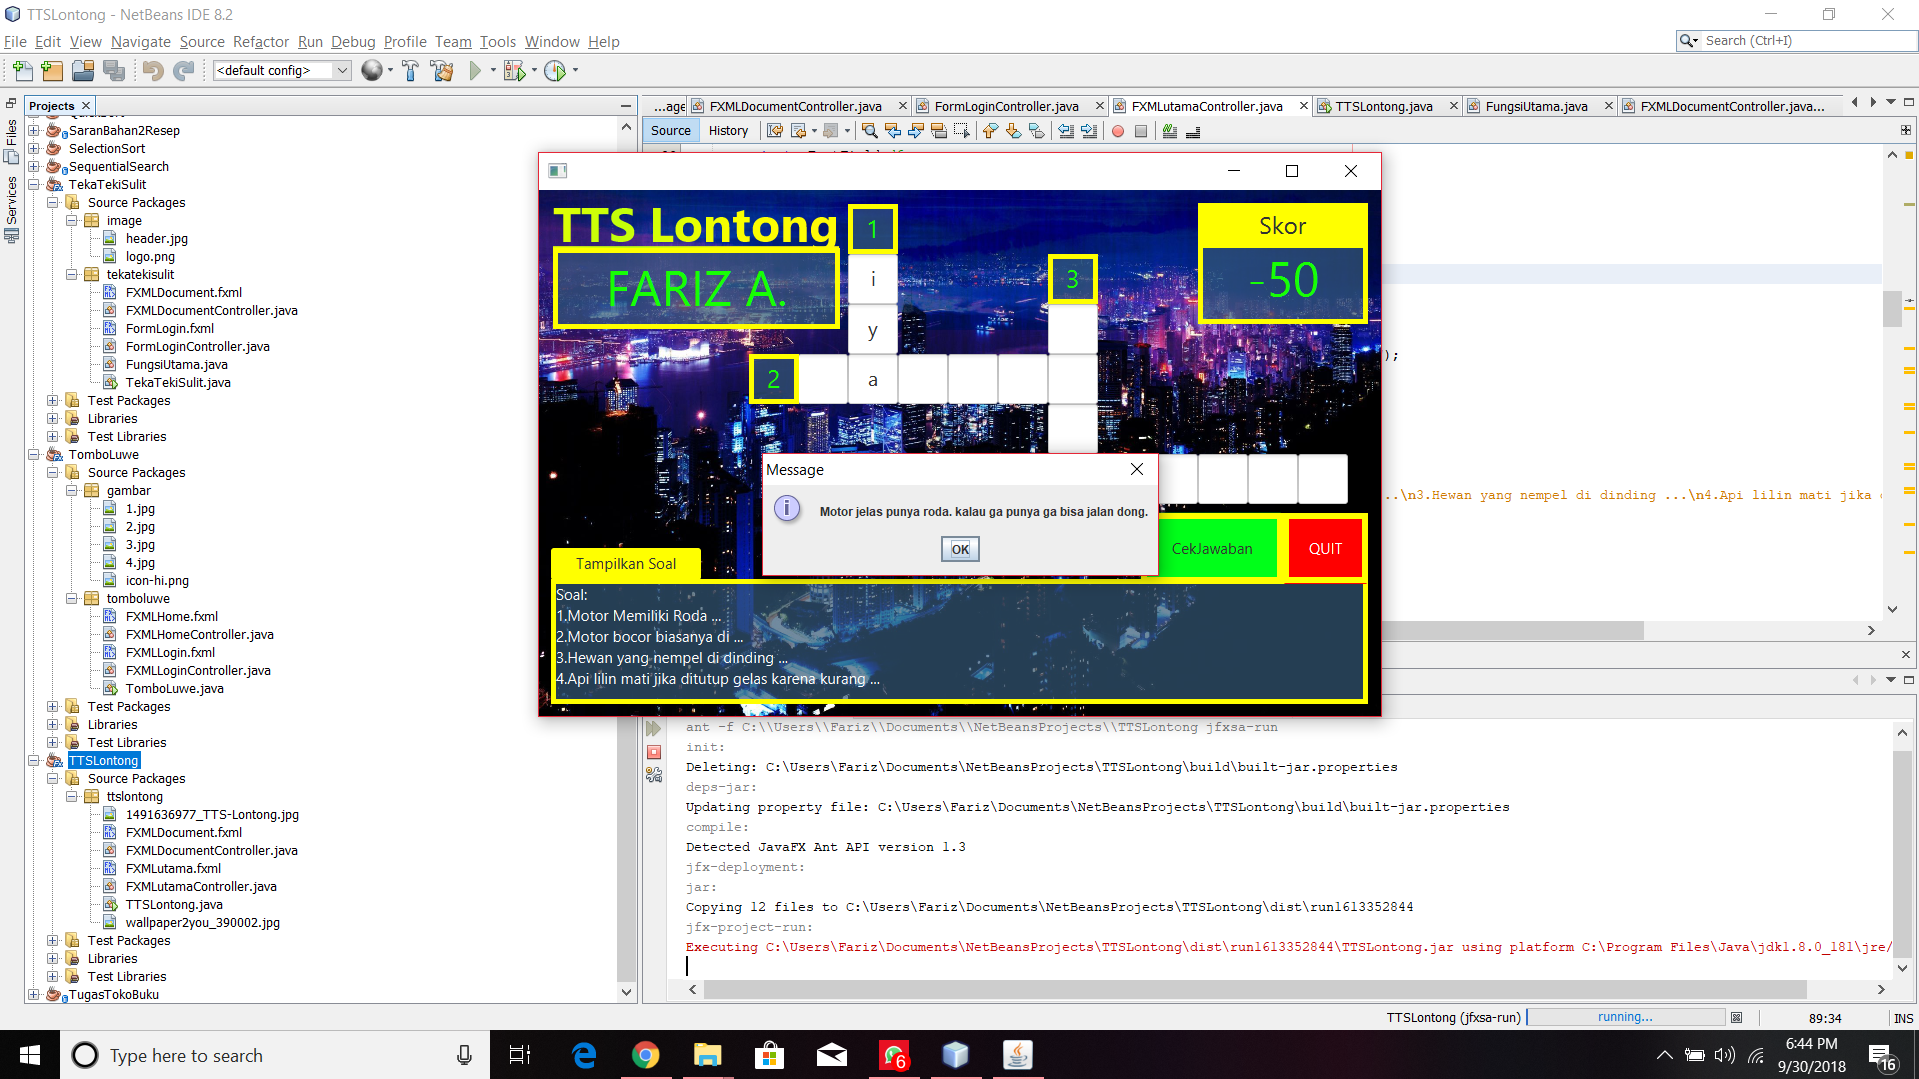 TTSLontong - NetBeans IDE 8.2
File Edit View Navigate Source Refactor Run Debug Profile Team Tools Window Help
Search (Ctrl+I)
<default config>
Files
Services
Projects
SaranBahan2Resep
SelectionSort
SequentialSearch
TekaTekiSulit
Source Packages
image
header.jpg
logo.png
tekatekisulit
FXMLDocument.fxml
FXMLDocumentController.java
FormLogin.fxml
FormLoginController.java
FungsiUtama.java
TekaTekiSulit.java
Test Packages
Libraries
Test Libraries
TomboLuwe
Source Packages
gambar
1.jpg
2.jpg
3.jpg
4.jpg
icon-hi.png
tomboluwe
FXMLHome.fxml
FXMLHomeController.java
FXMLLogin.fxml
FXMLLoginController.java
TomboLuwe.java
Test Packages
Libraries
Test Libraries
TTSLontong
Source Packages
ttslontong
1491636977_TTS-Lontong.jpg
FXMLDocument.fxml
FXMLDocumentController.java
FXMLutama.fxml
FXMLutamaController.java
TTSLontong.java
wallpaper2you_390002.jpg
Test Packages
Libraries
Test Libraries
TugasTokoBuku
...age FXMLDocumentController.java FormLoginController.java FXMLutamaController.java TTSLontong.java FungsiUtama.java FXMLDocumentController.java...
Source History
);
..\n3.Hewan yang nempel di dinding ...\n4.Api lilin mati jika
TTS Lontong
FARIZ A.
1
i
y
2
a
3
Skor
-50
Message
Motor jelas punya roda. kalau ga punya ga bisa jalan dong.
OK
CekJawaban
QUIT
Tampilkan Soal
Soal:
1.Motor Memiliki Roda ...
2.Motor bocor biasanya di ...
3.Hewan yang nempel di dinding ...
4.Api lilin mati jika ditutup gelas karena kurang ...
ant -f C:\\Users\\Fariz\\Documents\\NetBeansProjects\\TTSLontong jfxsa-run
init:
Deleting: C:\Users\Fariz\Documents\NetBeansProjects\TTSLontong\build\built-jar.properties
deps-jar:
Updating property file: C:\Users\Fariz\Documents\NetBeansProjects\TTSLontong\build\built-jar.properties
compile:
Detected JavaFX Ant API version 1.3
jfx-deployment:
jar:
Copying 12 files to C:\Users\Fariz\Documents\NetBeansProjects\TTSLontong\dist\run1613352844
jfx-project-run:
Executing C:\Users\Fariz\Documents\NetBeansProjects\TTSLontong\dist\run1613352844\TTSLontong.jar using platform C:\Program Files\Java\jdk1.8.0_181\jre/
TTSLontong (jfxsa-run) running... 89:34 INS
Type here to search
6
6:44 PM
9/30/2018
16